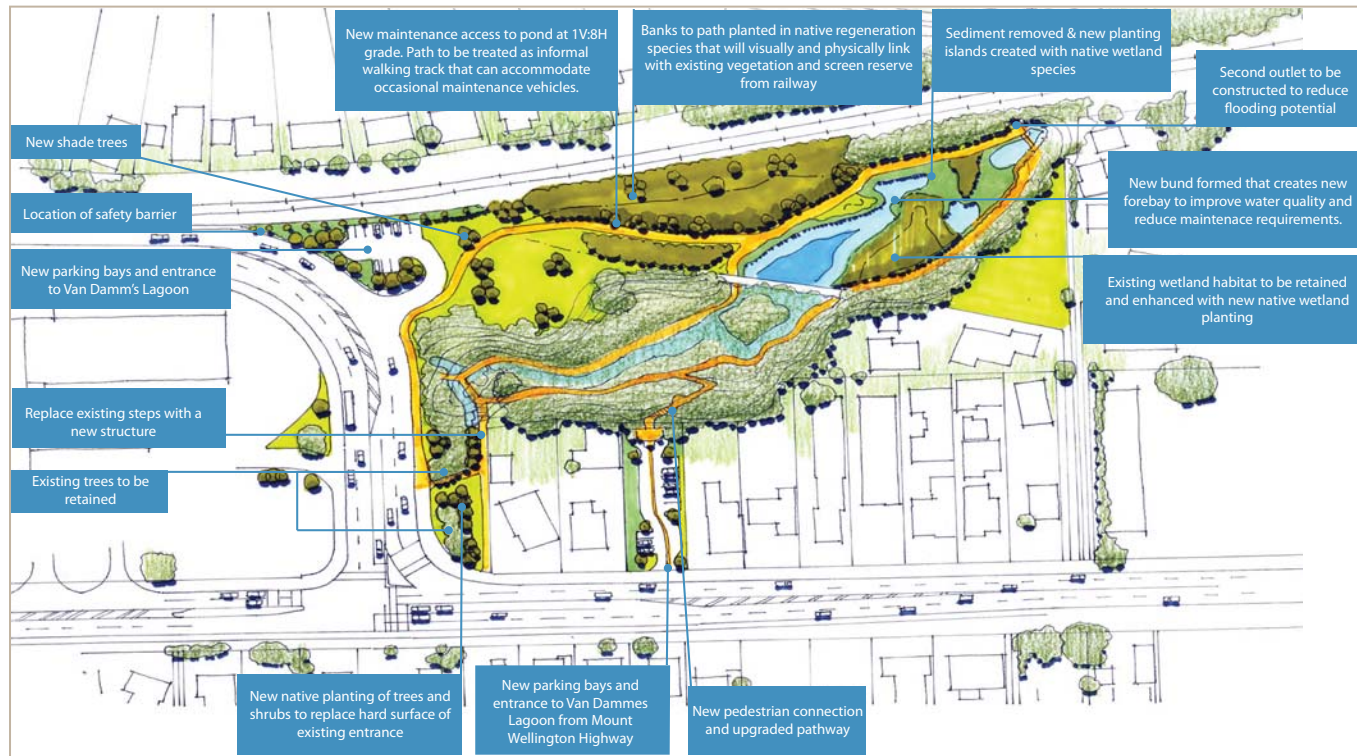 New maintenance access to pond at 1V:8H
grade. Path to be treated as informal
walking track that can accommodate
occasional maintenance vehicles.
Banks to path planted in native regeneration
species that will visually and physically link
with existing vegetation and screen reserve
from railway
Sediment removed & new planting
islands created with native wetland
species
Second outlet to be
constructed to reduce
flooding potential
New shade trees
Location of safety barrier
New parking bays and entrance
to Van Damm's Lagoon
New bund formed that creates new
forebay to improve water quality and
reduce maintenace requirements.
Existing wetland habitat to be retained
and enhanced with new native wetland
planting
Replace existing steps with a
new structure
Existing trees to be
retained
New native planting of trees and
shrubs to replace hard surface of
existing entrance
New parking bays and
entrance to Van Dammes
Lagoon from Mount
Wellington Highway
New pedestrian connection
and upgraded pathway